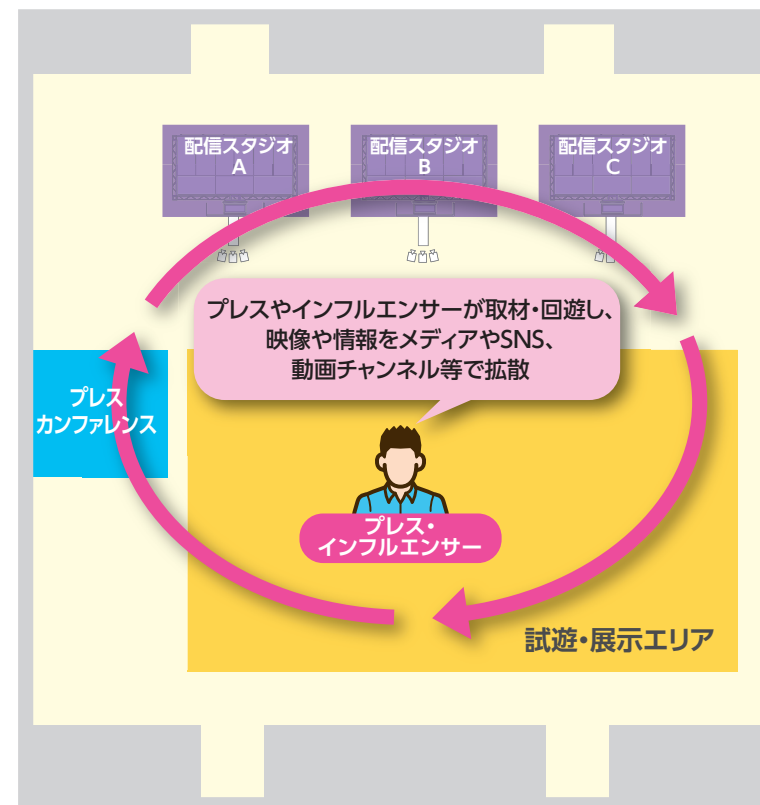 配信スタジオ
A
配信スタジオ
B
配信スタジオ
C
プレスやインフルエンサーが取材・回遊し、
映像や情報をメディアやSNS、
動画チャンネル等で拡散
プレス
カンファレンス
プレス・
インフルエンサー
試遊・展示エリア